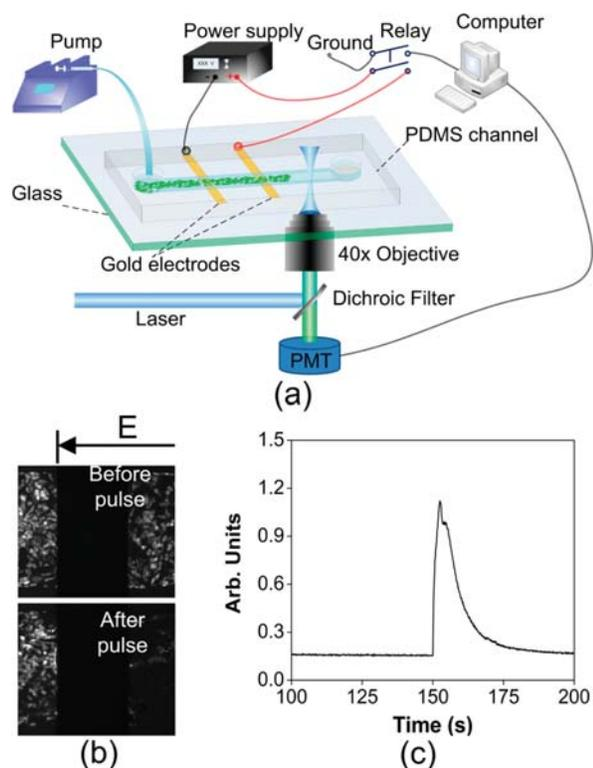 Pump
Power supply
XXX V
Ground
Relay
Computer
PDMS channel
Glass
Gold electrodes
40x Objective
Dichroic Filter
Laser
PMT
(a)
E
Before
pulse
After
pulse
(b)
1.5
1.2
0.9
0.6
0.3
0.0
Arb. Units
100
125
150
175
200
Time (s)
(c)